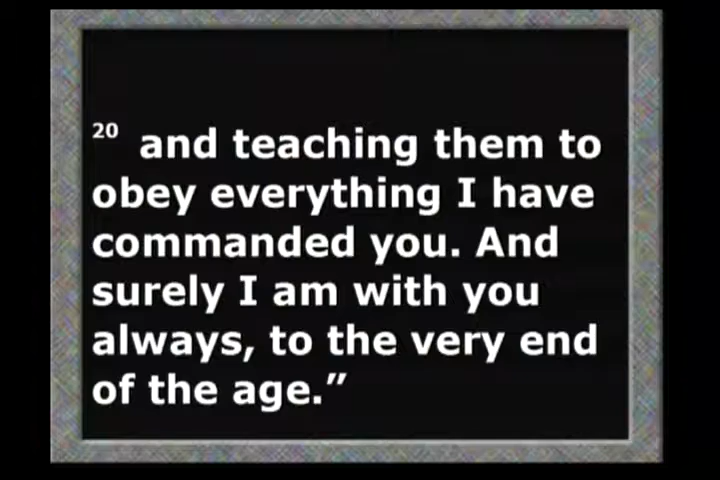 20 and teaching them to
obey everything I have
commanded you. And
surely I am with you
always, to the very end
of the age.”